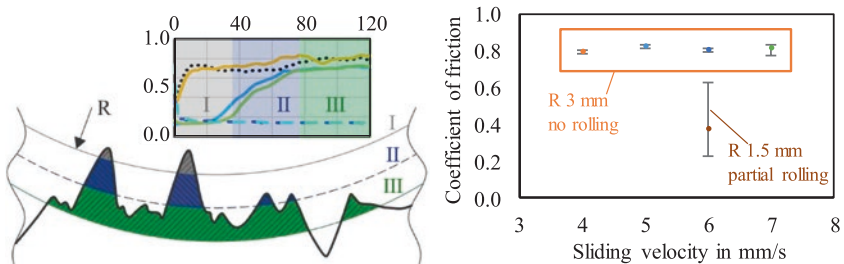 0 40 80 120
1.0
0.5
0.0
I II III
R
I
II
III
Coefficient of friction
1.0
0.8
0.6
0.4
0.2
0.0
R 3 mm
no rolling
R 1.5 mm
partial rolling
3 4 5 6 7 8
Sliding velocity in mm/s